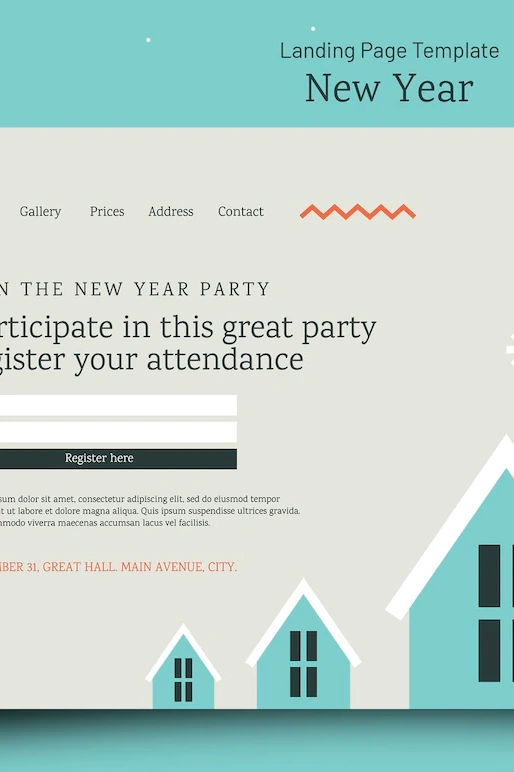 Landing Page Template
New Year
Gallery Prices Address Contact
N THE NEW YEAR PARTY
rticipate in this great party
gister your attendance
Register here
sum dolor sit amet, consectetur adipiscing elit, sed do eiusmod tempor
t ut labore et dolore magna aliqua. Quis ipsum suspendisse ultrices gravida.
mmodo viverra maecenas accumsan lacus vel facilisis.
MBER 31, GREAT HALL. MAIN AVENUE, CITY.